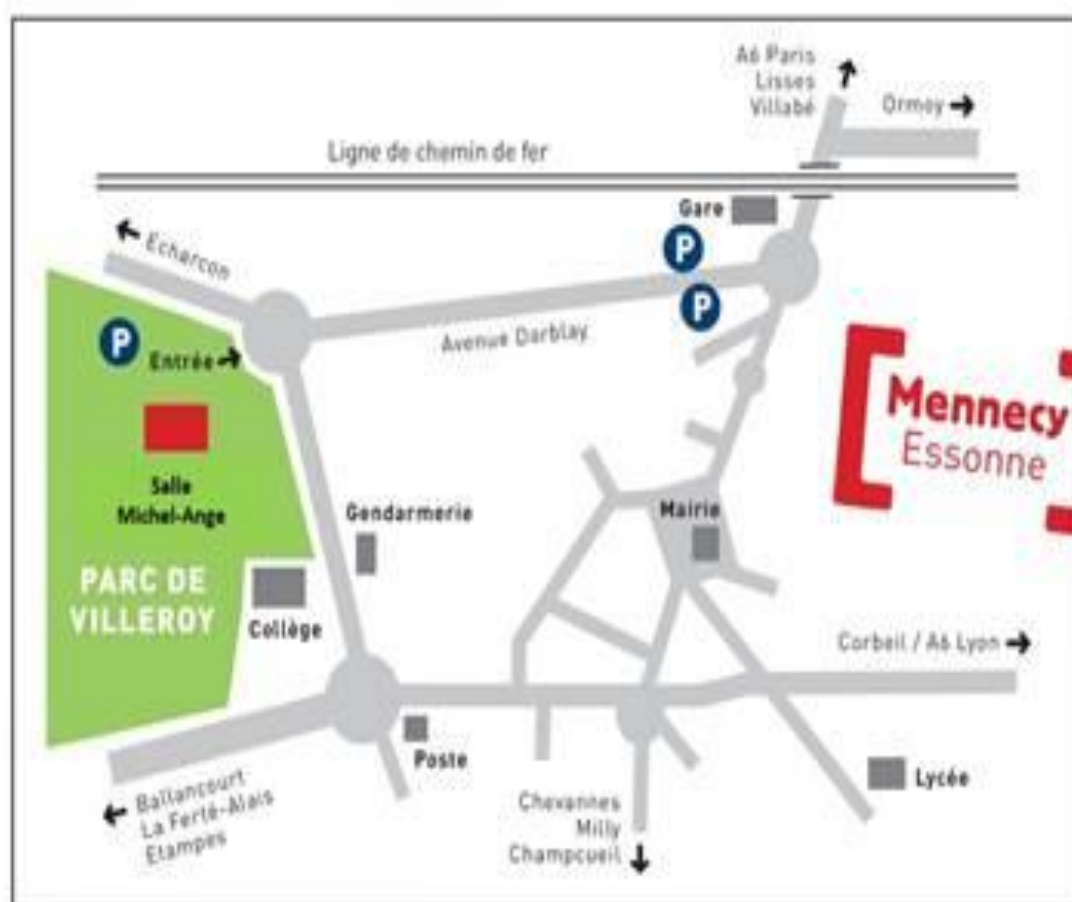 A6 Paris
Lisses
Villabé
Ormoy
Ligne de chemin de fer
Gare
P
P
Echarcon
Avenue Darblay
P
Entrée
Mennecy
Essonne
Salle
Michel-Ange
Gendarmerie
Mairie
PARC DE
VILLEROY
Collège
Corbeil / A6 Lyon
Poste
Lycée
Ballancourt
La Ferté-Alais
Etampes
Chevannes
Milly
Champcueil